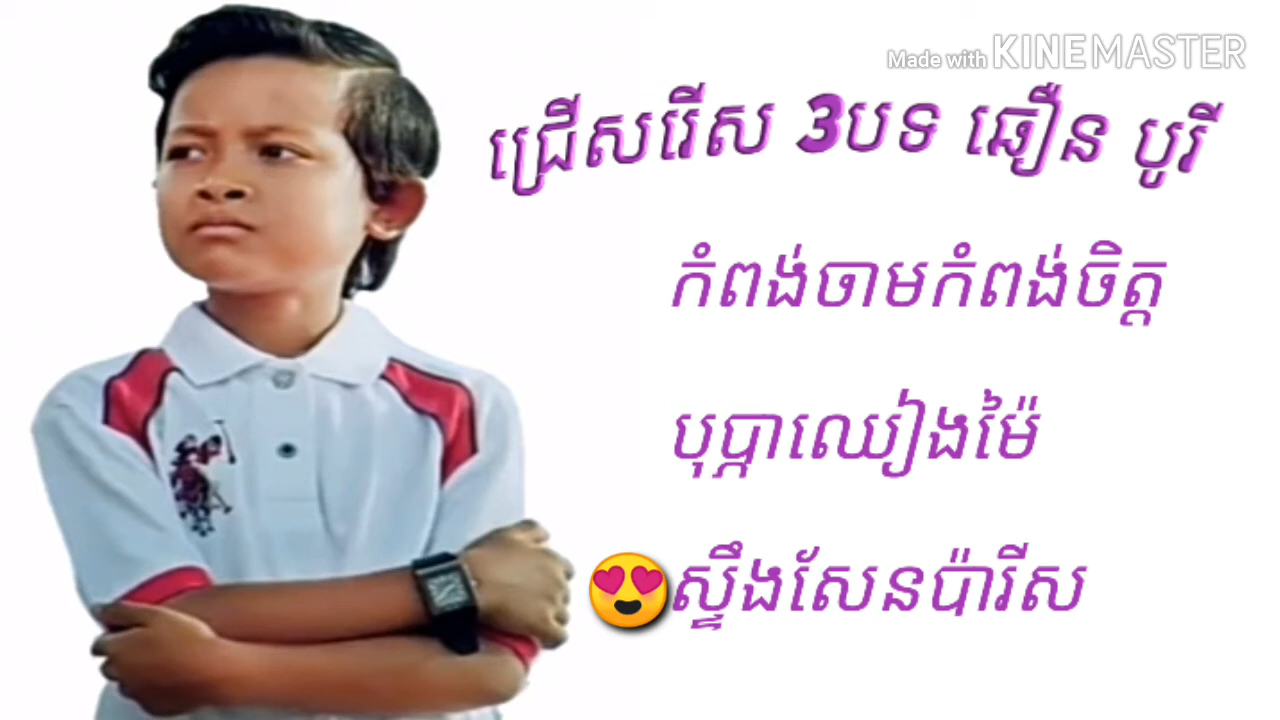 Made with KINEMASTER
ជ្រើសរើស 3បទ ឆឿន បូរី
កំពង់ចាមកំពង់ចិត្ត
បុប្ផាឈៀងម៉ៃ
ស្ទឹងសែនប៉ារីស